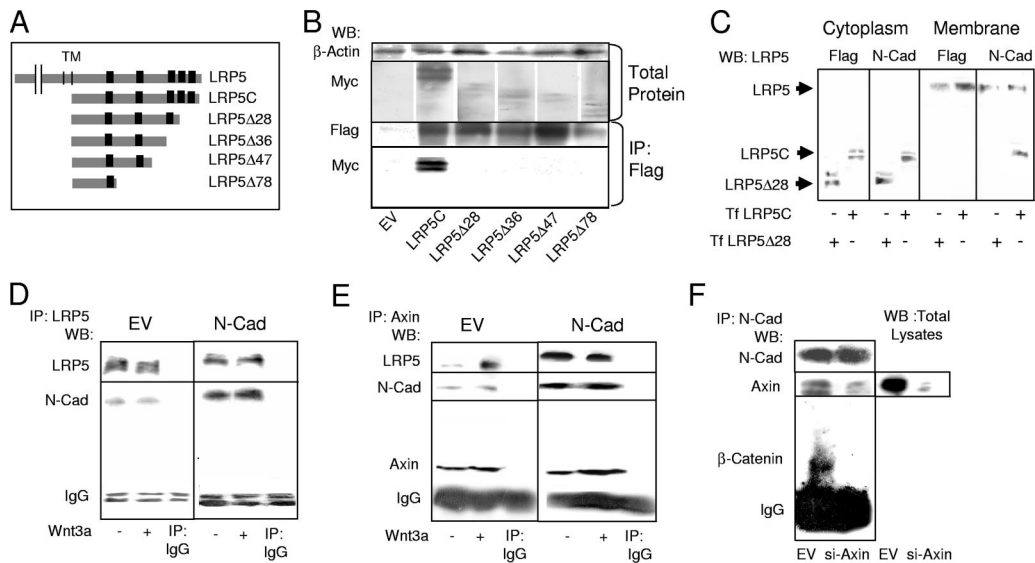 A
TM
LRP5
LRP5C
LRP5Δ28
LRP5Δ36
LRP5Δ47
LRP5Δ78
B
WB:
β-Actin
Myc
Flag
Myc
Total
Protein
IP:
Flag
EV
LRP5C
LRP5Δ28
LRP5Δ36
LRP5Δ47
LRP5Δ78
C
Cytoplasm Membrane
WB: LRP5 Flag N-Cad Flag N-Cad
LRP5
LRP5C
LRP5Δ28
- + - + - + - + Tf LRP5C
Tf LRP5Δ28 + - + - + - + -
D
IP: LRP5
WB:
EV N-Cad
LRP5
N-Cad
IgG
Wnt3a - + IP: IgG - + IP: IgG
E
IP: Axin
WB:
EV N-Cad
LRP5
N-Cad
Axin
IgG
Wnt3a - + IP: IgG - + IP: IgG
F
IP: N-Cad
WB:
WB :Total
Lysates
N-Cad
Axin
β-Catenin
IgG
EV si-Axin EV si-Axin